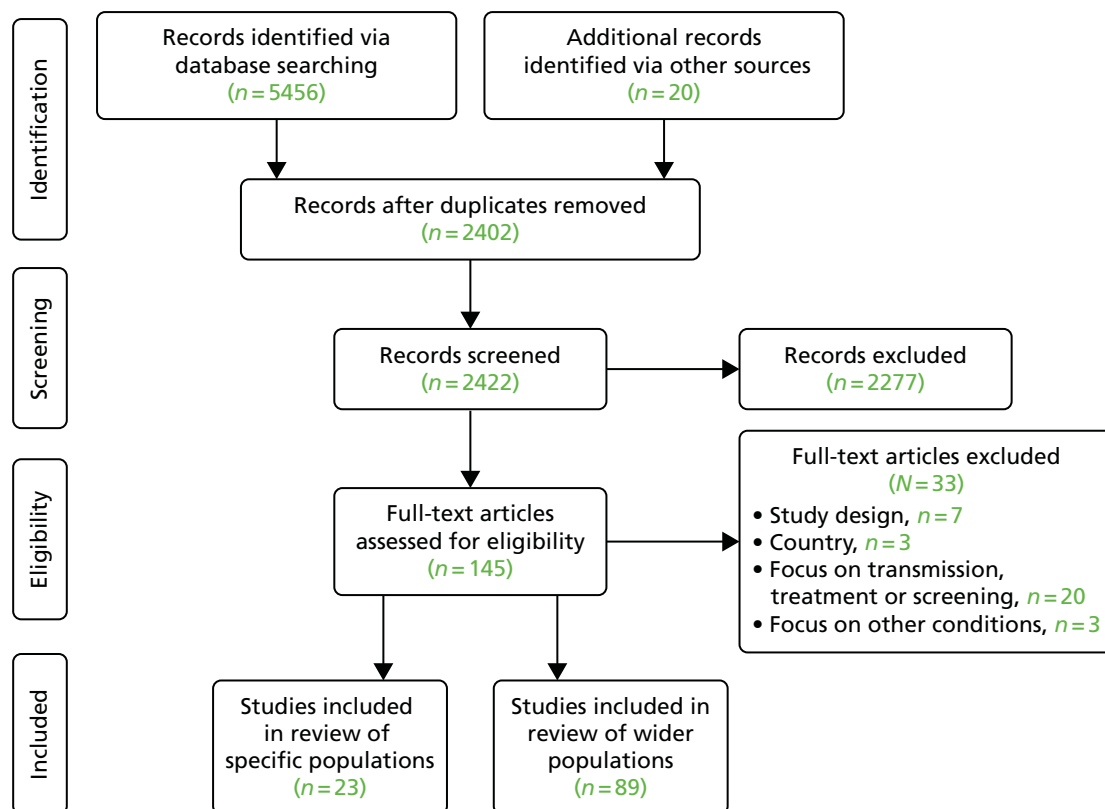 Identification
Records identified via
database searching
(n = 5456)
Additional records
identified via other sources
(n = 20)
Records after duplicates removed
(n = 2402)
Screening
Records screened
(n = 2422)
Records excluded
(n = 2277)
Eligibility
Full-text articles
assessed for eligibility
(n = 145)
Full-text articles excluded
(N = 33)
• Study design, n = 7
• Country, n = 3
• Focus on transmission,
treatment or screening, n = 20
• Focus on other conditions, n = 3
Included
Studies included
in review of
specific populations
(n = 23)
Studies included in
review of wider
populations
(n = 89)